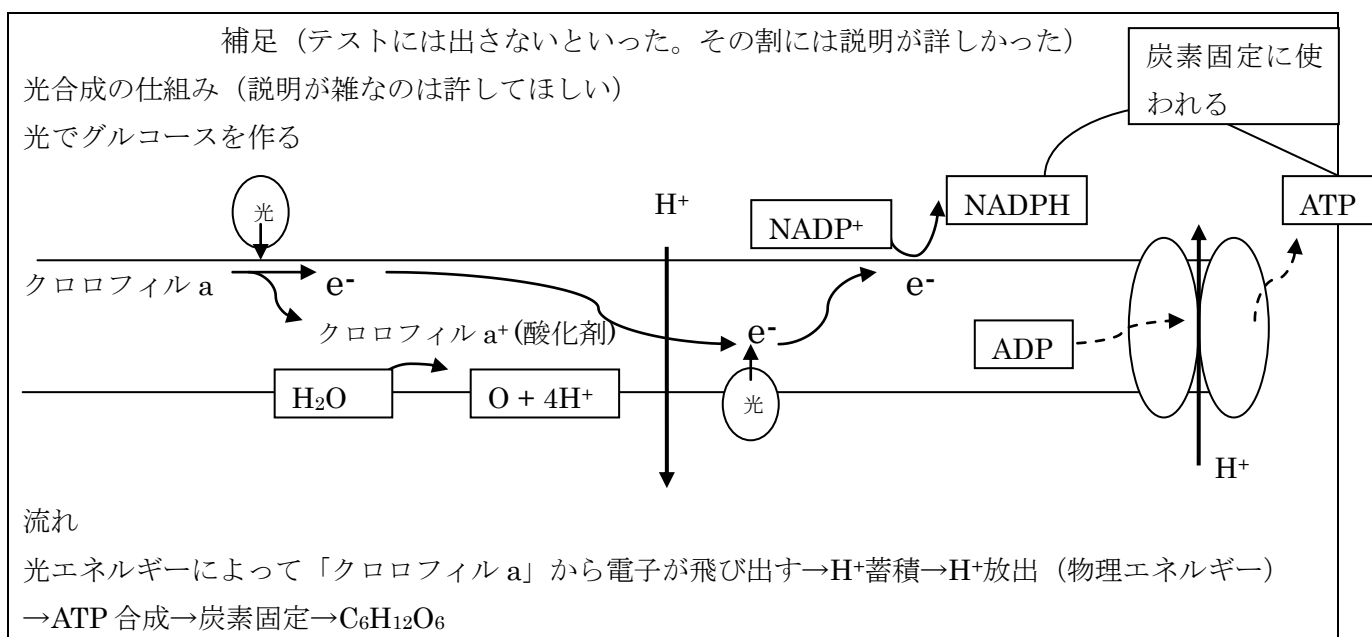 補足（テストには出さないといった。その割には説明が詳しかった）
炭素固定に使
われる
光合成の仕組み（説明が雑なのは許してほしい）
光でグルコースを作る
光
H⁺
NADP⁺
NADPH
ATP
クロロフィル a
e⁻
e⁻
クロロフィル a⁺ (酸化剤)
e⁻
ADP
H₂O
O + 4H⁺
光
H⁺
流れ
光エネルギーによって「クロロフィル a」から電子が飛び出す→H⁺蓄積→H⁺放出（物理エネルギー）
→ATP 合成→炭素固定→C₆H₁₂O₆